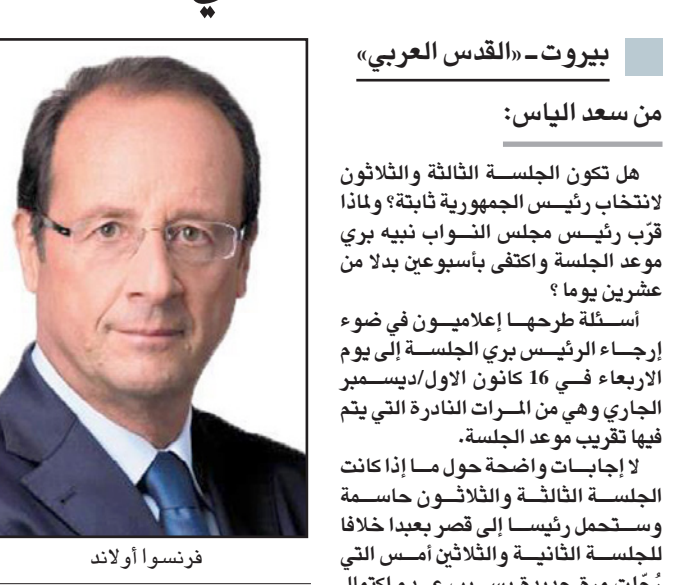 بيروت ـ «القدس العربي»
من سعد الياس:
هل تكون الجلسة الثالثة والثلاثون
لانتخاب رئيس الجمهورية ثابتة؟ ولماذا
قرّب رئيس مجلس النواب نبيه بري
موعد الجلسة واكتفى بأسبوعين بدلا من
عشرين يوما ؟
أسئلة طرحها إعلاميون في ضوء
إرجاء الرئيس بري الجلسة إلى يوم
الاربعاء في 16 كانون الاول/ديسمبر
الجاري وهي من المرات النادرة التي يتم
فيها تقريب موعد الجلسة.
لا إجابات واضحة حول ما إذا كانت
الجلسة الثالثة والثلاثون حاسمة
وستحمل رئيسا إلى قصر بعبدا خلافا
للجلسة الثانية والثلاثين أمس التي
فرنسوا أولاند